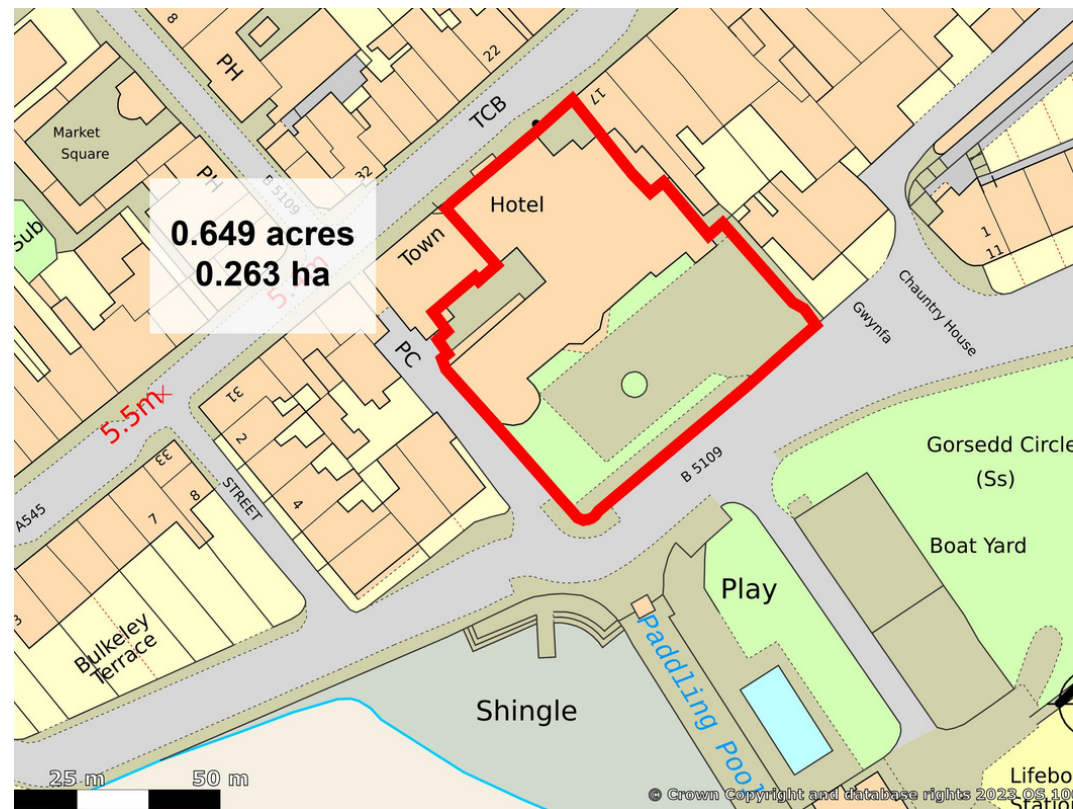 8
PH
22
TCB
17
Market
Square
PH
B 5109
32
Hotel
Sub
0.649 acres
0.263 ha
Town
1
11
Chauntry House
Gwynfa
PC
5.5m
31
2
4
STREET
33
8
7
A545
3
B 5109
Gorsedd Circle
(Ss)
Boat Yard
Play
Bulkeley
Terrace
Paddling Pool
Shingle
25 m
50 m
Lifebo
Station
© Crown Copyright and database rights 2023 OS 100